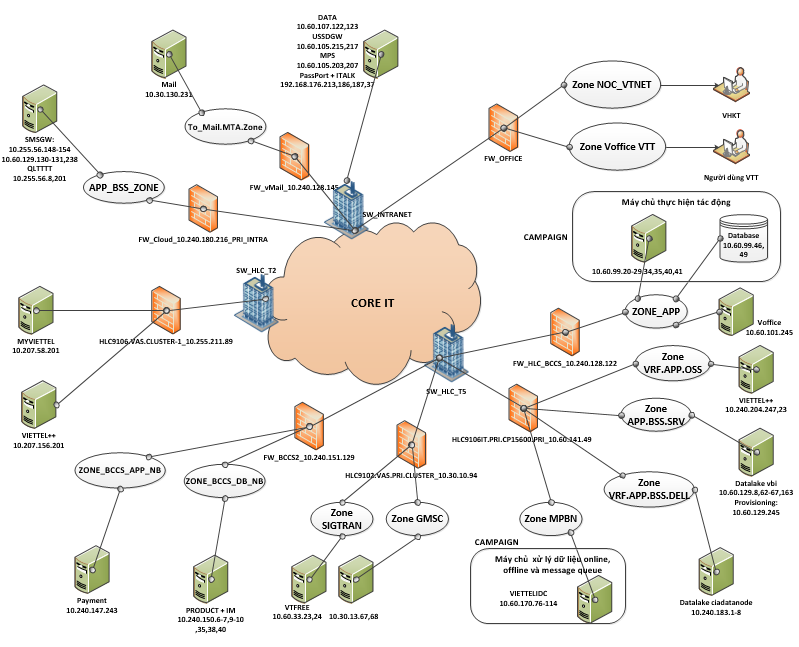 DATA
10.60.107.122,123
USSDGW
10.60.105.215,217
MPS
10.60.105.203,207
PassPort + ITALK
192.168.176.213,186,187,37
Mail
10.30.130.231
To_Mail.MTA.Zone
SMSGW:
10.255.56.148-154
10.60.129.130-131,238
QLTTTT
10.255.56.8,201
APP_BSS_ZONE
FW_vMail_10.240.128.145
FW_Cloud_10.240.180.216_PRI_INTRA
SW_INTRANET
FW_OFFICE
Zone NOC_VTNET
VHKT
Zone Voffice VTT
Người dùng VTT
CAMPAIGN
Máy chủ thực hiện tác động
10.60.99.20-29,34,35,40,41
Database
10.60.99.46,
49
SW_HLC_T2
CORE IT
MYVIETTEL
10.207.58.201
HLC9106.VAS.CLUSTER-1_10.255.211.89
VIETTEL++
10.207.156.201
ZONE_APP
Voffice
10.60.101.245
FW_HLC_BCCS_10.240.128.122
SW_HLC_T5
Zone
VRF.APP.OSS
VIETTEL++
10.240.204.247,23
Zone
APP.BSS.SRV
HLC9106IT.PRI.CP15600.PRI_10.60.141.49
Datalake vbi
10.60.129.8,62-67,163
Provisioning:
10.60.129.245
FW_BCCS2_10.240.151.129
HLC9102.VAS.PRI.CLUSTER_10.30.10.94
ZONE_BCCS_APP_NB
ZONE_BCCS_DB_NB
Zone
VRF.APP.BSS.DELL
Zone
SIGTRAN
Zone GMSC
Zone MPBN
CAMPAIGN
Máy chủ xử lý dữ liệu online,
offline và message queue
VIETTELIDC
10.60.170.76-114
Payment
10.240.147.243
PRODUCT + IM
10.240.150.6-7,9-10
,35,38,40
VTFREE
10.60.33.23,24
10.30.13.67,68
Datalake ciadatanode
10.240.183.1-8